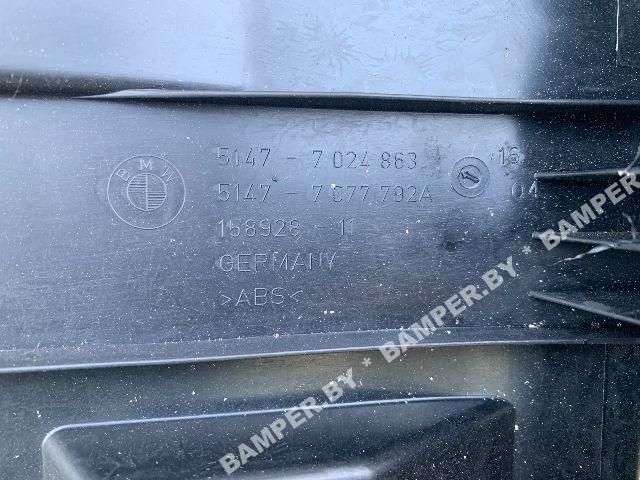 BMW
5147 - 7 024 863 15
5147 - 7 077 792A 04
158928 - 11
GERMANY
>ABS<
BAMPER.BY * BAMPER.BY * BAMPER.BY